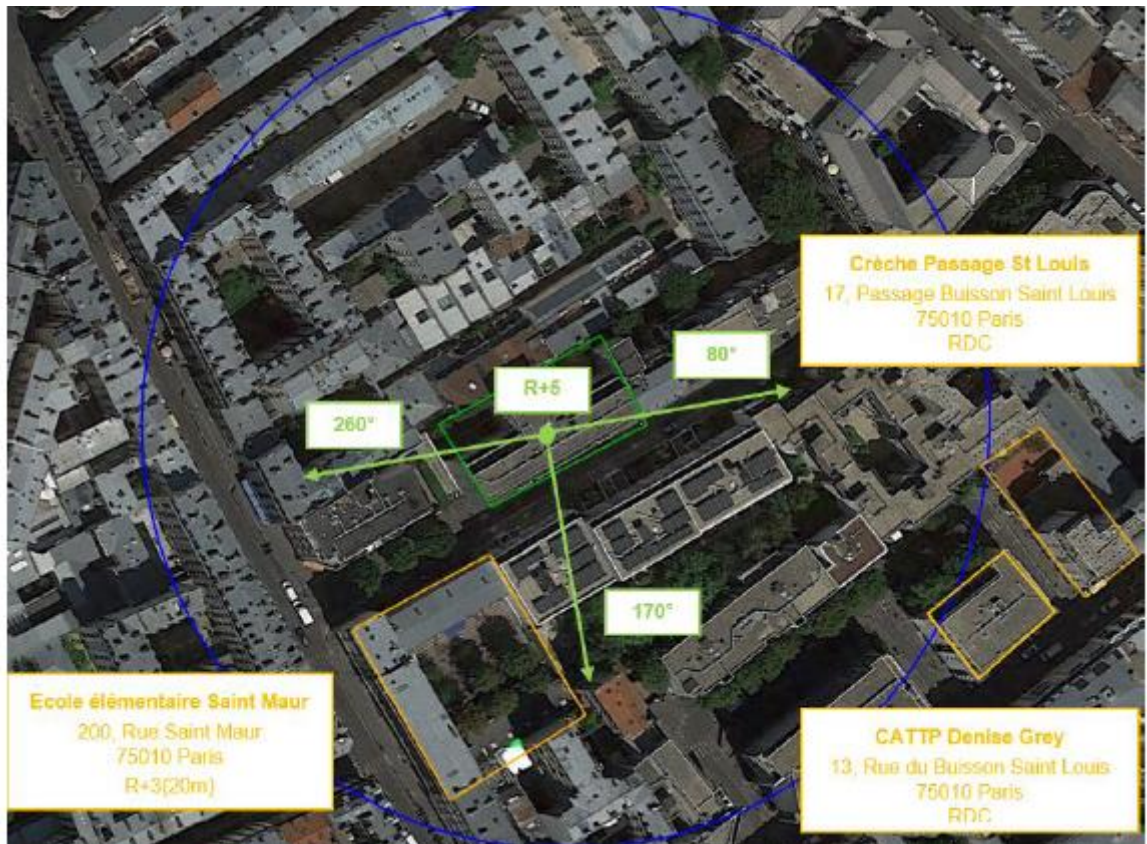 Crèche Passage St Louis
17, Passage Buisson Saint Louis
75010 Paris
RDC
80°
R+5
260°
170°
Ecole élémentaire Saint Maur
200, Rue Saint Maur
75010 Paris
R+3(20m)
CATTP Denise Grey
13, Rue du Buisson Saint Louis
75010 Paris
RDC